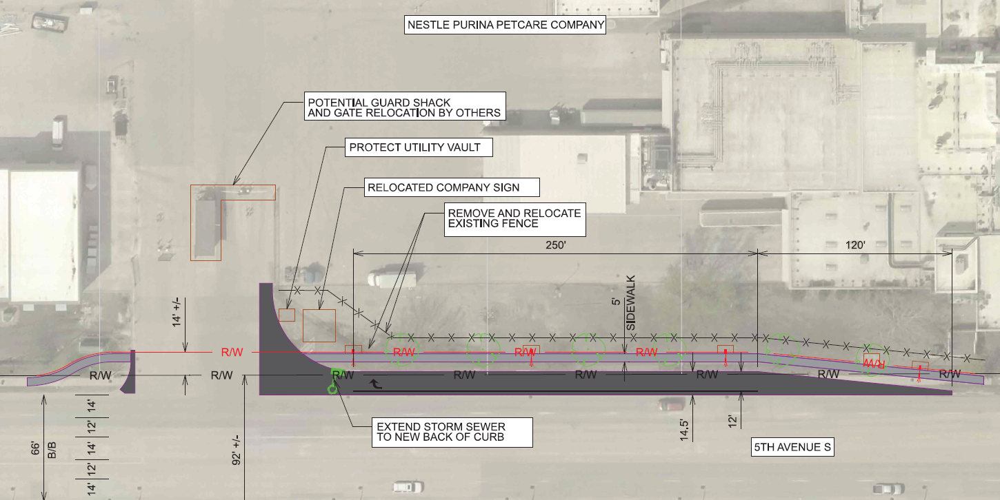 NESTLE PURINA PETCARE COMPANY
POTENTIAL GUARD SHACK
AND GATE RELOCATION BY OTHERS
PROTECT UTILITY VAULT
RELOCATED COMPANY SIGN
REMOVE AND RELOCATE
EXISTING FENCE
250'
120'
14' +/-
5'
SIDEWALK
R/W
R/W
R/W
R/W
R/W
R/W
R/W
R/W
R/W
R/W
R/W
R/W
R/W
EXTEND STORM SEWER
TO NEW BACK OF CURB
14.5'
12'
5TH AVENUE S
66'
B/B
14'
12'
14'
12'
14'
92' +/-